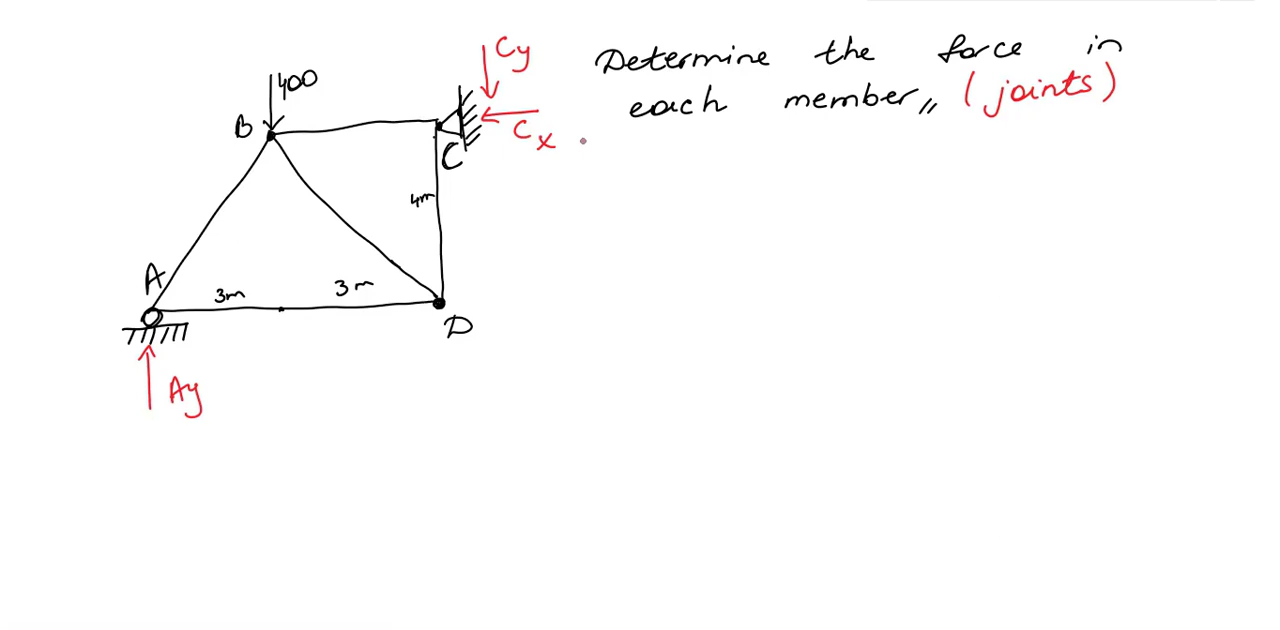 Determine the force in
each member,, (joints)
Cy
400
B
Cx
C
4m
A
3m
3m
D
Ay